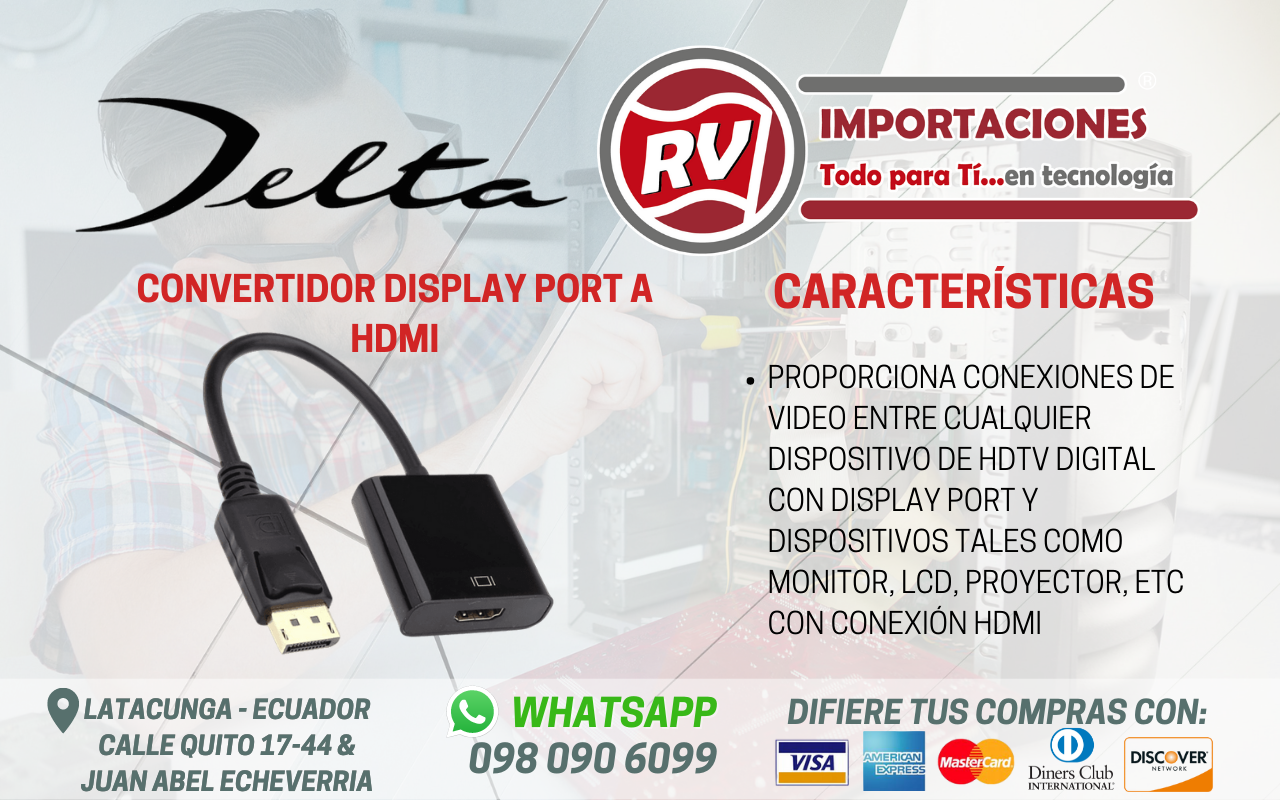 Delta
RV
®
IMPORTACIONES
Todo para Tí...en tecnología
CONVERTIDOR DISPLAY PORT A
HDMI
CARACTERÍSTICAS
• PROPORCIONA CONEXIONES DE
VIDEO ENTRE CUALQUIER
DISPOSITIVO DE HDTV DIGITAL
CON DISPLAY PORT Y
DISPOSITIVOS TALES COMO
MONITOR, LCD, PROYECTOR, ETC
CON CONEXIÓN HDMI
LATACUNGA - ECUADOR
CALLE QUITO 17-44 &
JUAN ABEL ECHEVERRIA
WHATSAPP
098 090 6099
DIFIERE TUS COMPRAS CON:
VISA
AMERICAN
EXPRESS
MasterCard
Diners Club
INTERNATIONAL
DISCOVER
NETWORK